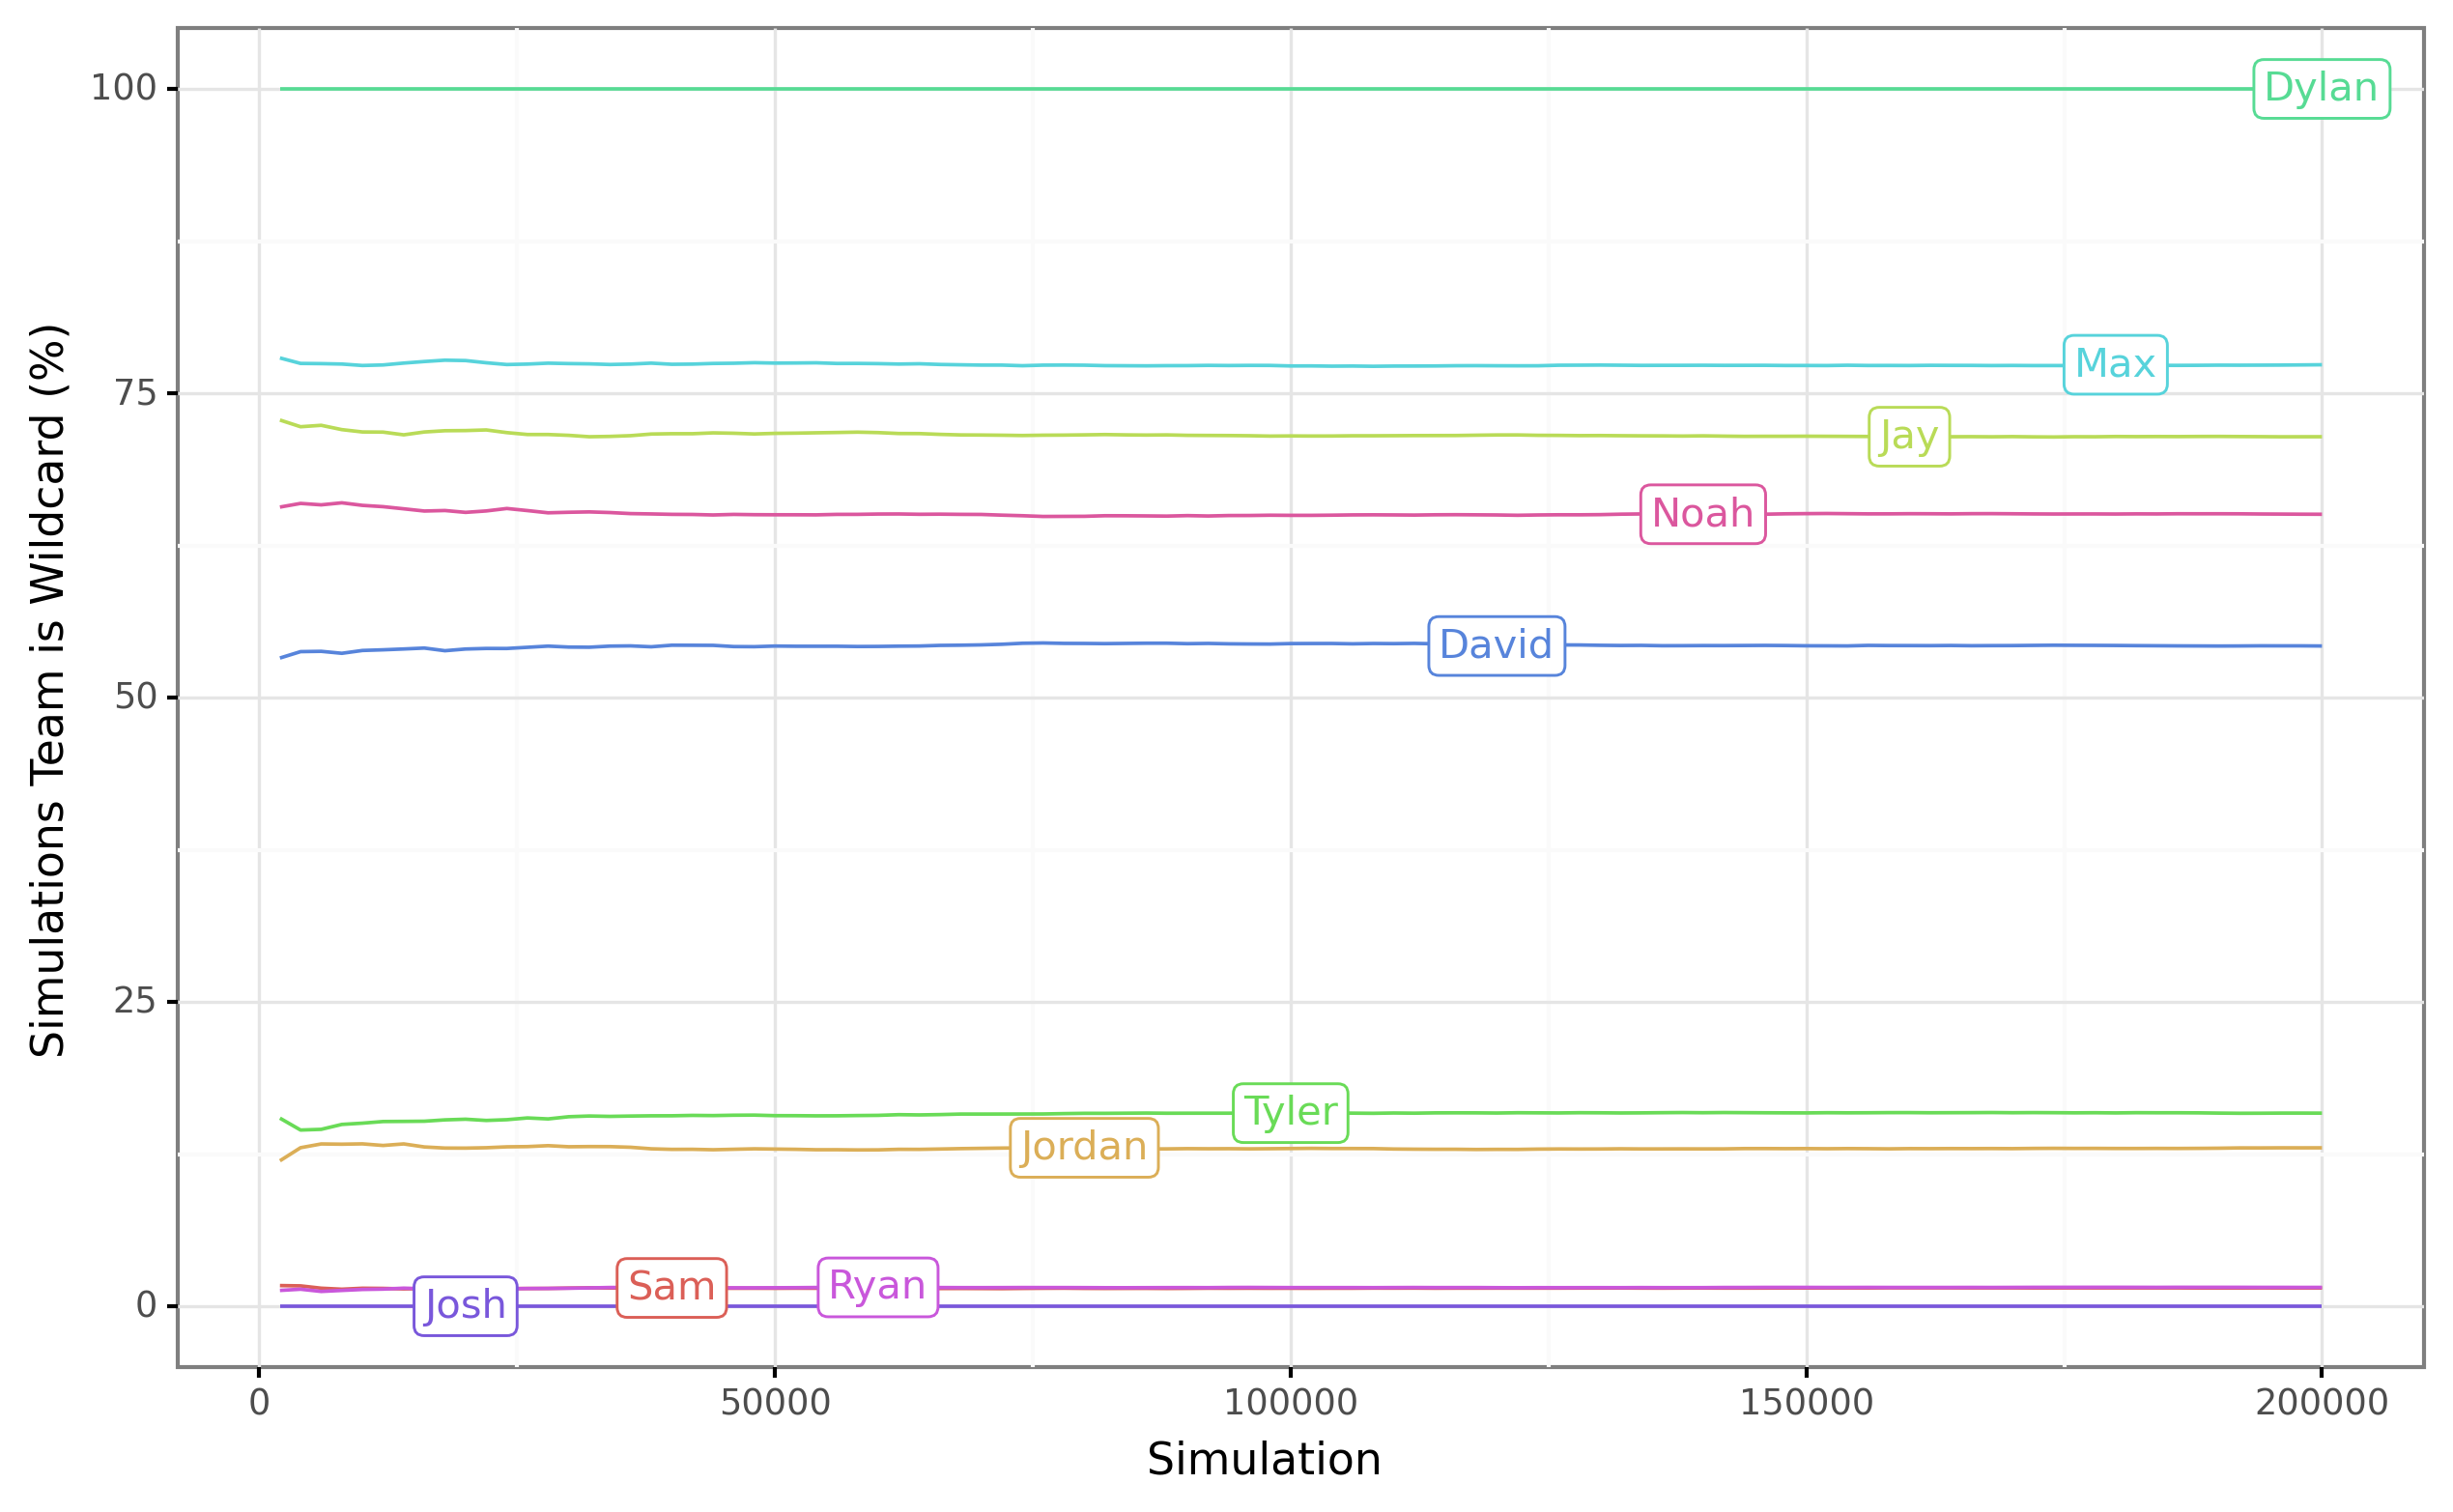 Simulations Team is Wildcard (%)
100
75
50
25
0
Dylan
Max
Jay
Noah
David
Tyler
Jordan
Ryan
Sam
Josh
0
50000
100000
150000
200000
Simulation